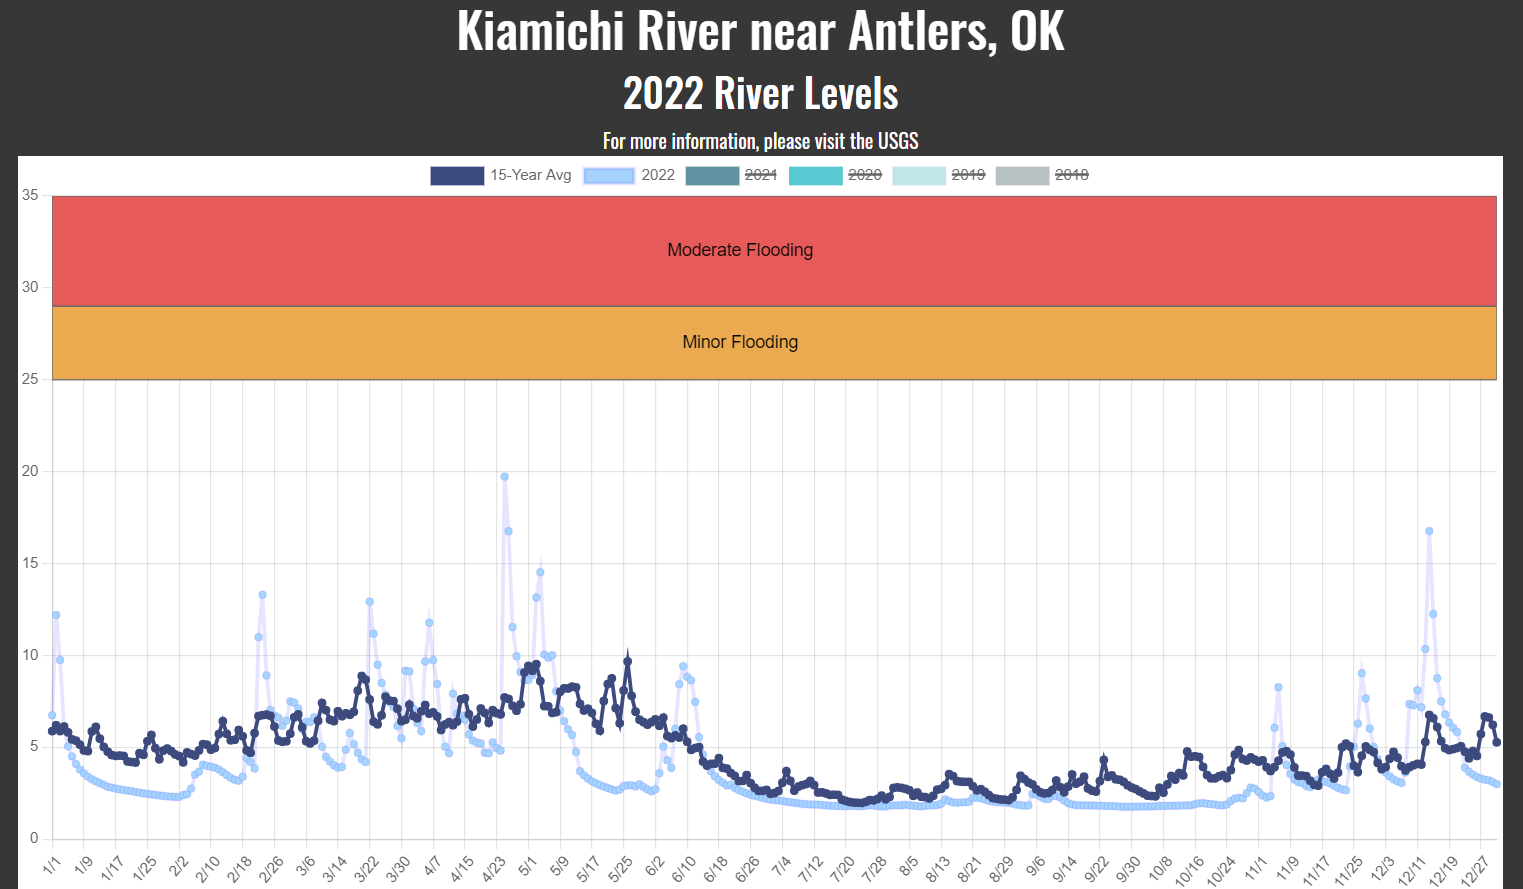 Kiamichi River near Antlers, OK
2022 River Levels
For more information, please visit the USGS
15-Year Avg 2022 2021 2020 2019 2018
35
Moderate Flooding
30
Minor Flooding
25
20
15
10
5
0
1/1 1/9 1/17 1/25 2/2 2/10 2/18 2/26 3/6 3/14 3/22 3/30 4/7 4/15 4/23 5/1 5/9 5/17 5/25 6/2 6/10 6/18 6/26 7/4 7/12 7/20 7/28 8/5 8/13 8/21 8/29 9/6 9/14 9/22 9/30 10/8 10/16 10/24 11/1 11/9 11/17 11/25 12/3 12/11 12/19 12/27